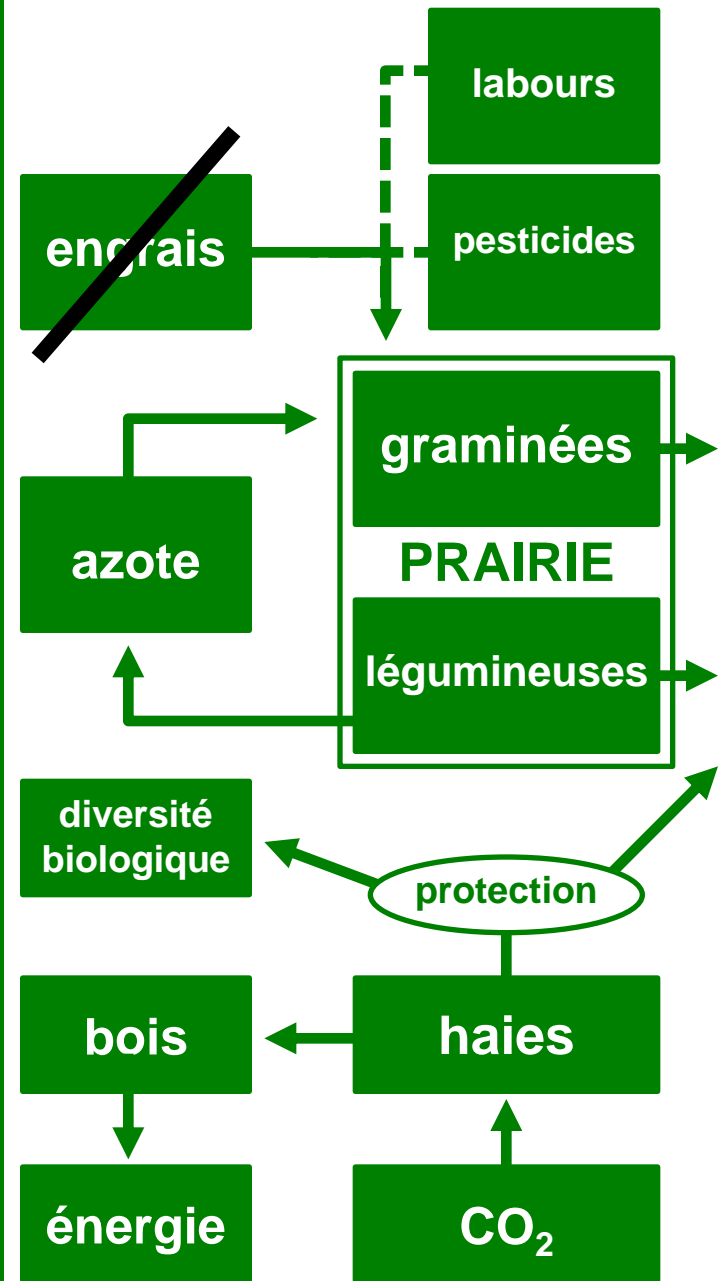 labours
engrais
pesticides
graminées
azote
PRAIRIE
légumineuses
diversité
biologique
protection
bois
haies
énergie
CO₂